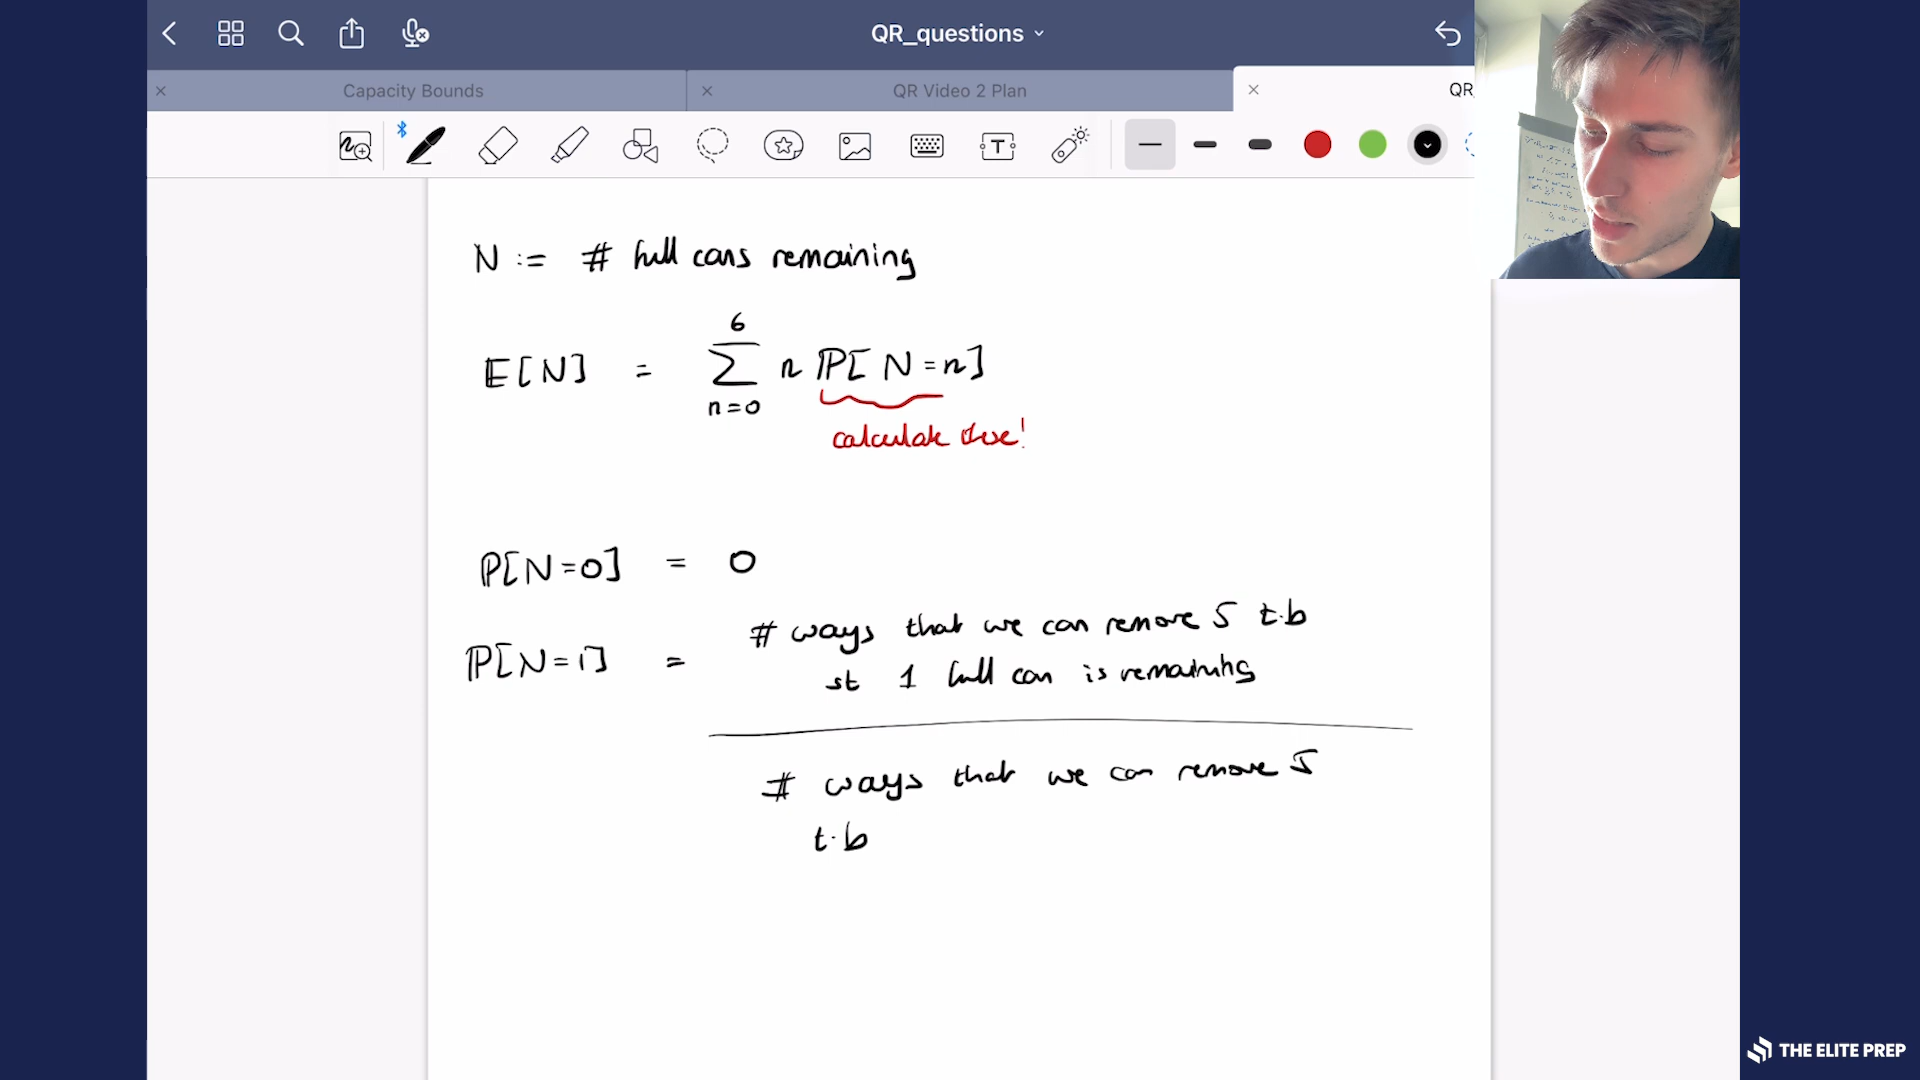 QR_questions
Capacity Bounds
QR Video 2 Plan
QR
T
N := # full cans remaining
6
E[N] = Σ n P[N=n]
n=0
calculate these!
P[N=0] = 0
# ways that we can remove 5 t.b
P[N=1] =
st 1 full can is remaining
# ways that we can remove 5
t.b
THE ELITE PREP